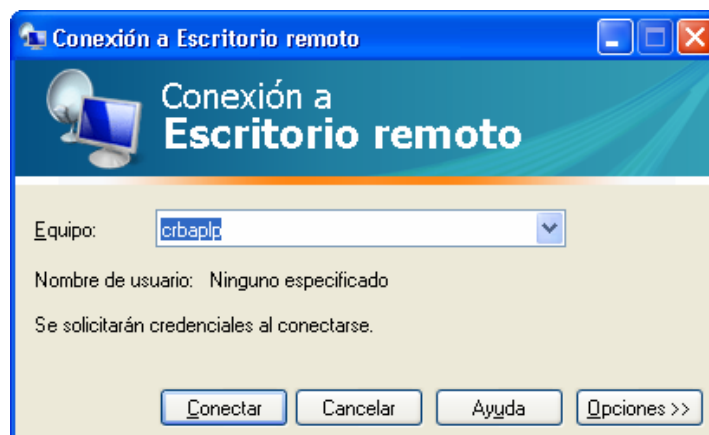 Conexión a Escritorio remoto
Conexión a
Escritorio remoto
Equipo: crbaplp
Nombre de usuario: Ninguno especificado
Se solicitarán credenciales al conectarse.
Conectar Cancelar Ayuda Opciones >>